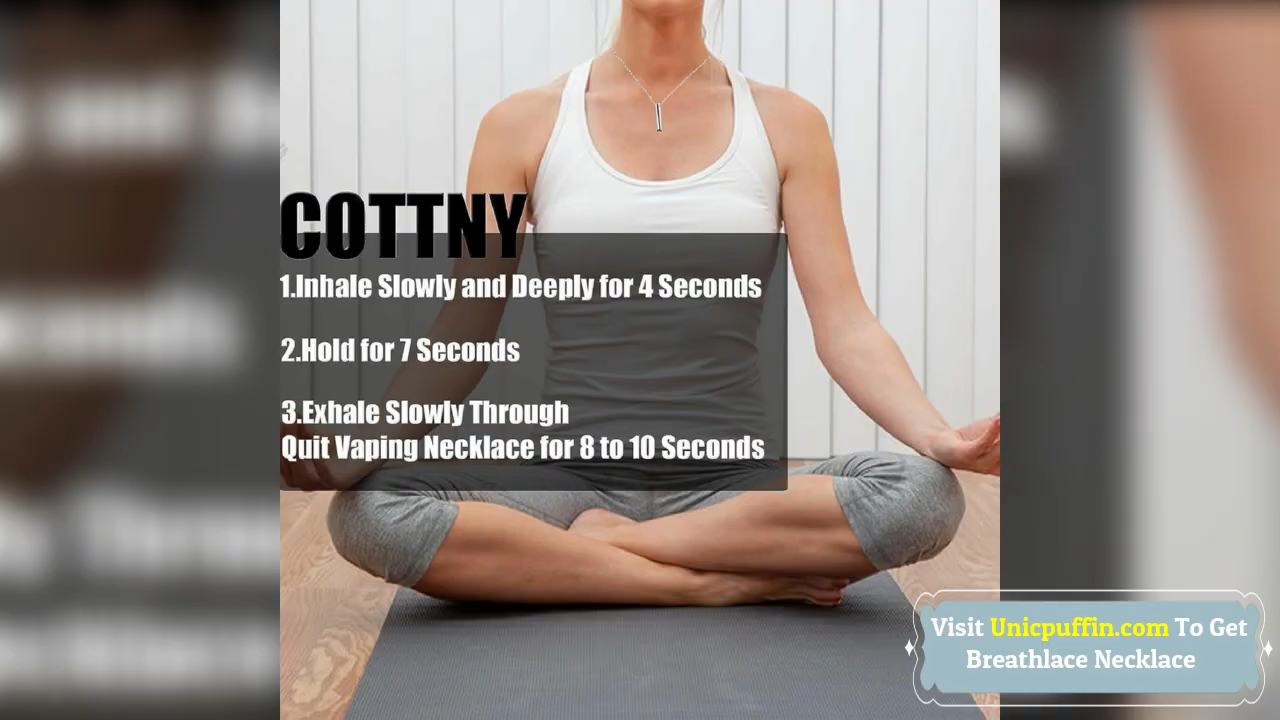 COTTNY
1.Inhale Slowly and Deeply for 4 Seconds
2.Hold for 7 Seconds
3.Exhale Slowly Through
Quit Vaping Necklace for 8 to 10 Seconds
Visit Unicpuffin.com To Get
Breathlace Necklace